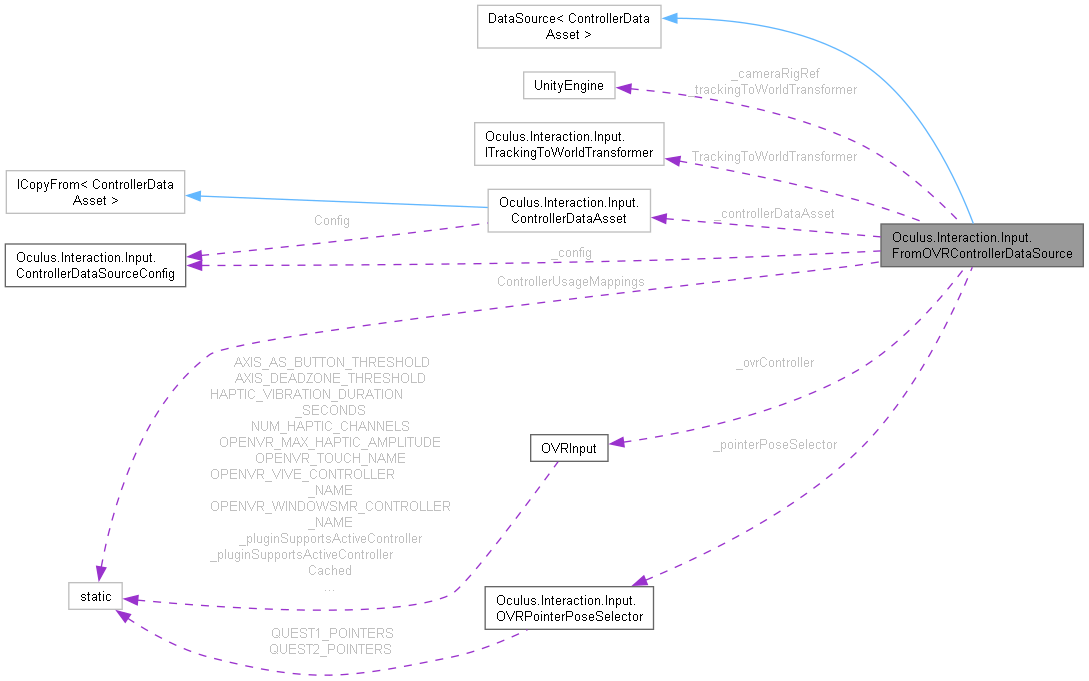 DataSource< ControllerData
Asset >
UnityEngine
_cameraRigRef
_trackingToWorldTransformer
Oculus.Interaction.Input.
ITrackingToWorldTransformer
TrackingToWorldTransformer
ICopyFrom< ControllerData
Asset >
Oculus.Interaction.Input.
ControllerDataAsset
_controllerDataAsset
Config
Oculus.Interaction.Input.
ControllerDataSourceConfig
_config
Oculus.Interaction.Input.
FromOVRControllerDataSource
ControllerUsageMappings
AXIS_AS_BUTTON_THRESHOLD
AXIS_DEADZONE_THRESHOLD
HAPTIC_VIBRATION_DURATION
_SECONDS
NUM_HAPTIC_CHANNELS
OPENVR_MAX_HAPTIC_AMPLITUDE
OPENVR_TOUCH_NAME
OPENVR_VIVE_CONTROLLER
_NAME
OPENVR_WINDOWSMR_CONTROLLER
_NAME
_pluginSupportsActiveController
_pluginSupportsActiveController
Cached
...
_ovrController
OVRInput
_pointerPoseSelector
static
Oculus.Interaction.Input.
OVRPointerPoseSelector
QUEST1_POINTERS
QUEST2_POINTERS